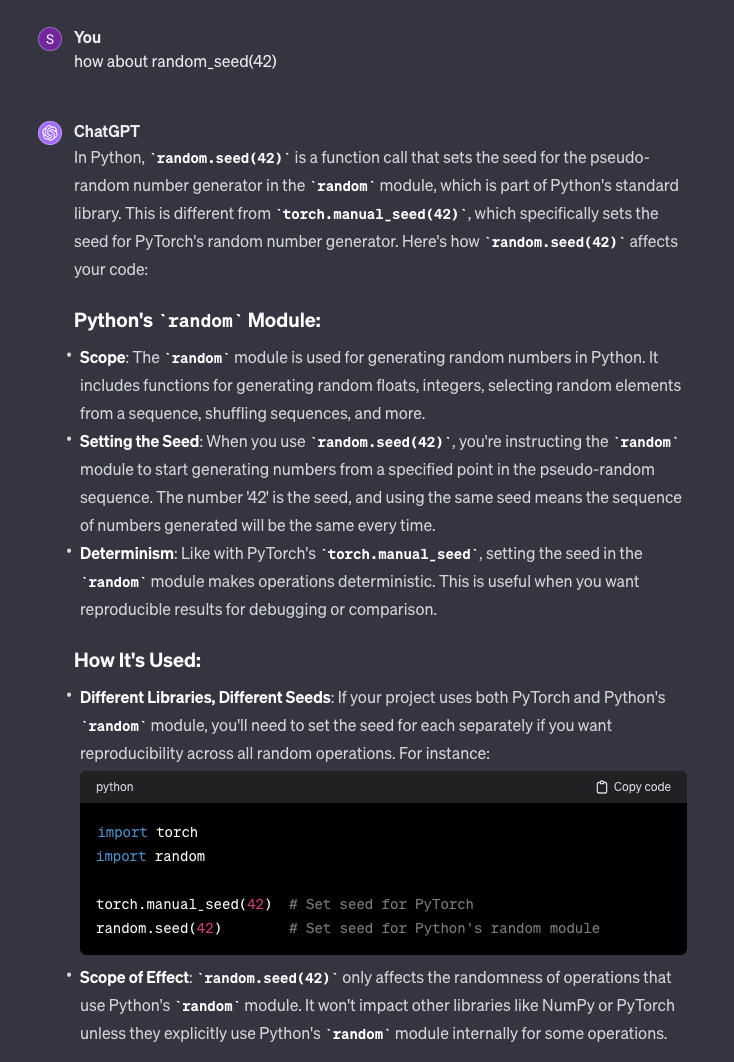 S
You
how about random_seed(42)
ChatGPT
In Python, `random.seed(42)` is a function call that sets the seed for the pseudo-
random number generator in the `random` module, which is part of Python's standard
library. This is different from `torch.manual_seed(42)`, which specifically sets the
seed for PyTorch's random number generator. Here's how `random.seed(42)` affects
your code:
Python's `random` Module:
• Scope: The `random` module is used for generating random numbers in Python. It
includes functions for generating random floats, integers, selecting random elements
from a sequence, shuffling sequences, and more.
• Setting the Seed: When you use `random.seed(42)`, you're instructing the `random`
module to start generating numbers from a specified point in the pseudo-random
sequence. The number '42' is the seed, and using the same seed means the sequence
of numbers generated will be the same every time.
• Determinism: Like with PyTorch's `torch.manual_seed`, setting the seed in the
`random` module makes operations deterministic. This is useful when you want
reproducible results for debugging or comparison.
How It's Used:
• Different Libraries, Different Seeds: If your project uses both PyTorch and Python's
`random` module, you'll need to set the seed for each separately if you want
reproducibility across all random operations. For instance:
python Copy code
import torch
import random
torch.manual_seed(42)  # Set seed for PyTorch
random.seed(42)        # Set seed for Python's random module
• Scope of Effect: `random.seed(42)` only affects the randomness of operations that
use Python's `random` module. It won't impact other libraries like NumPy or PyTorch
unless they explicitly use Python's `random` module internally for some operations.